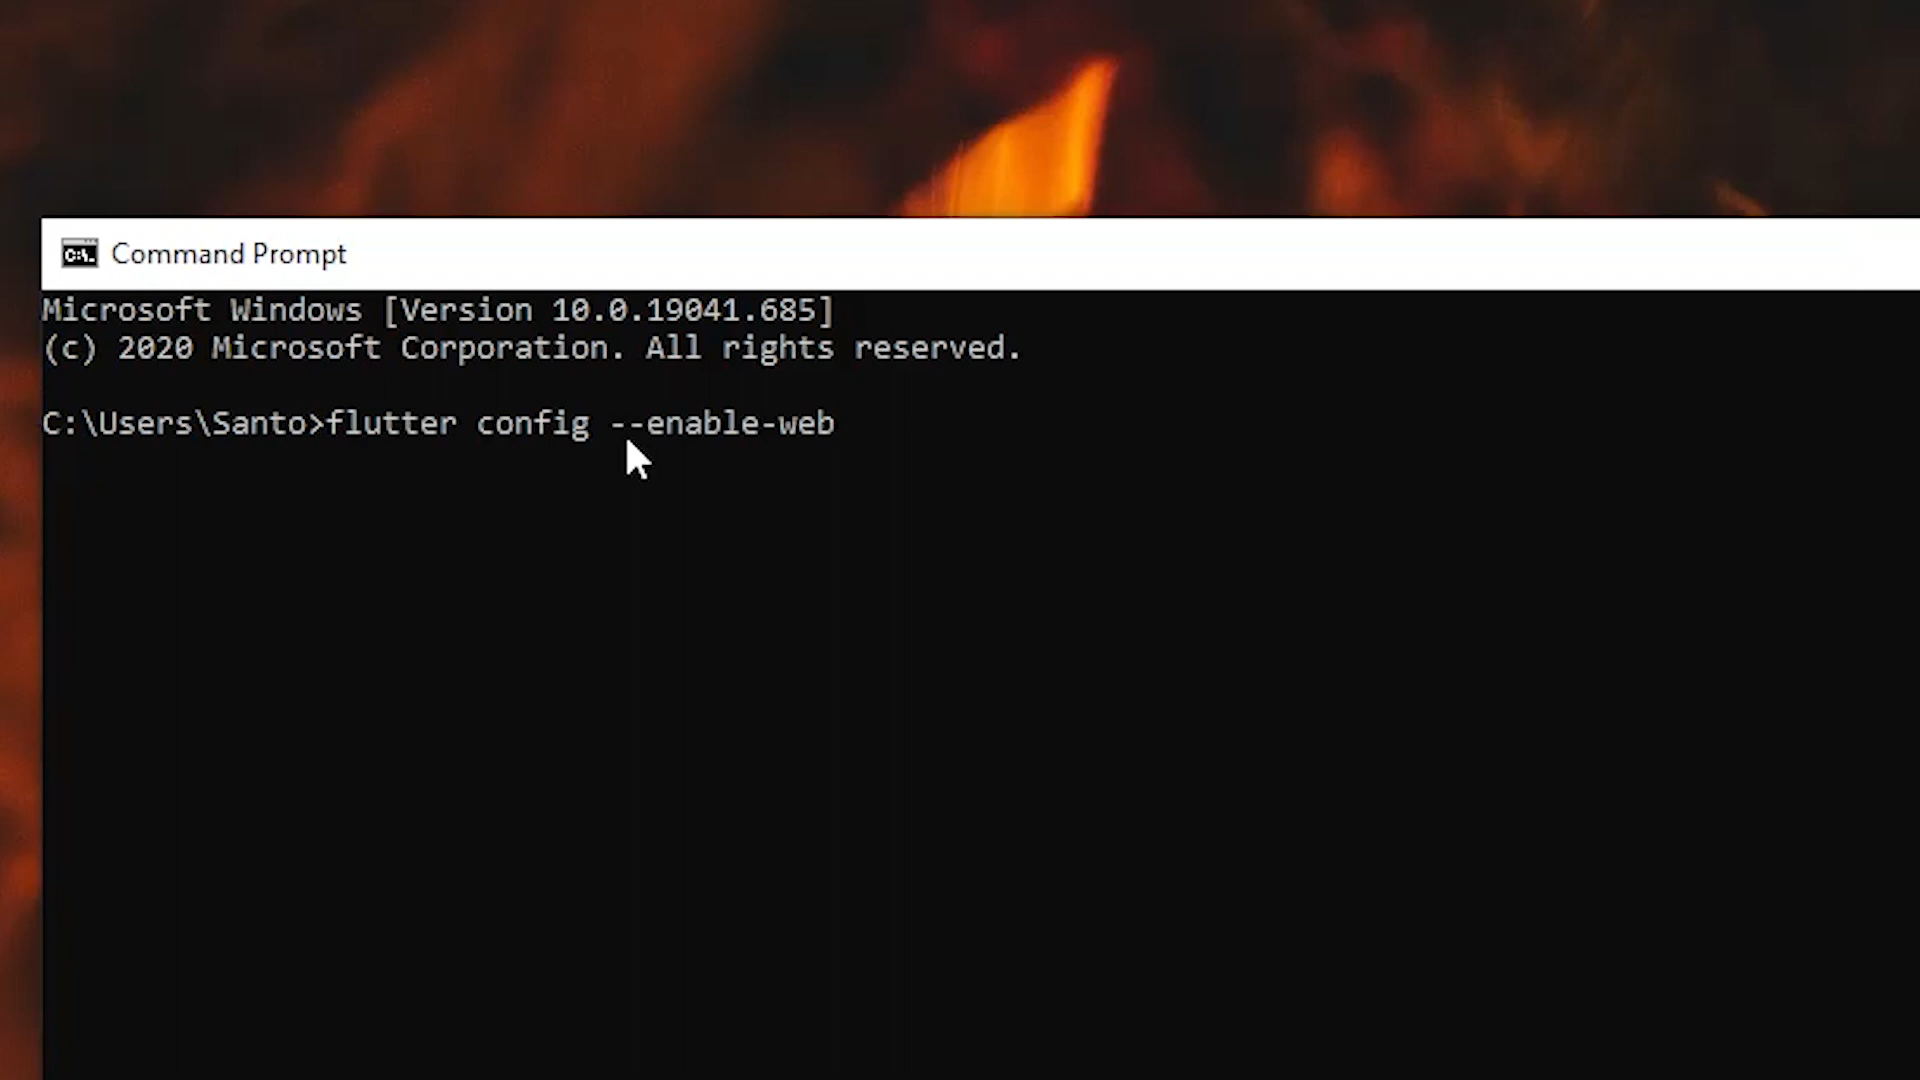 Command Prompt
Microsoft Windows [Version 10.0.19041.685]
(c) 2020 Microsoft Corporation. All rights reserved.
C:\Users\Santo>flutter config --enable-web